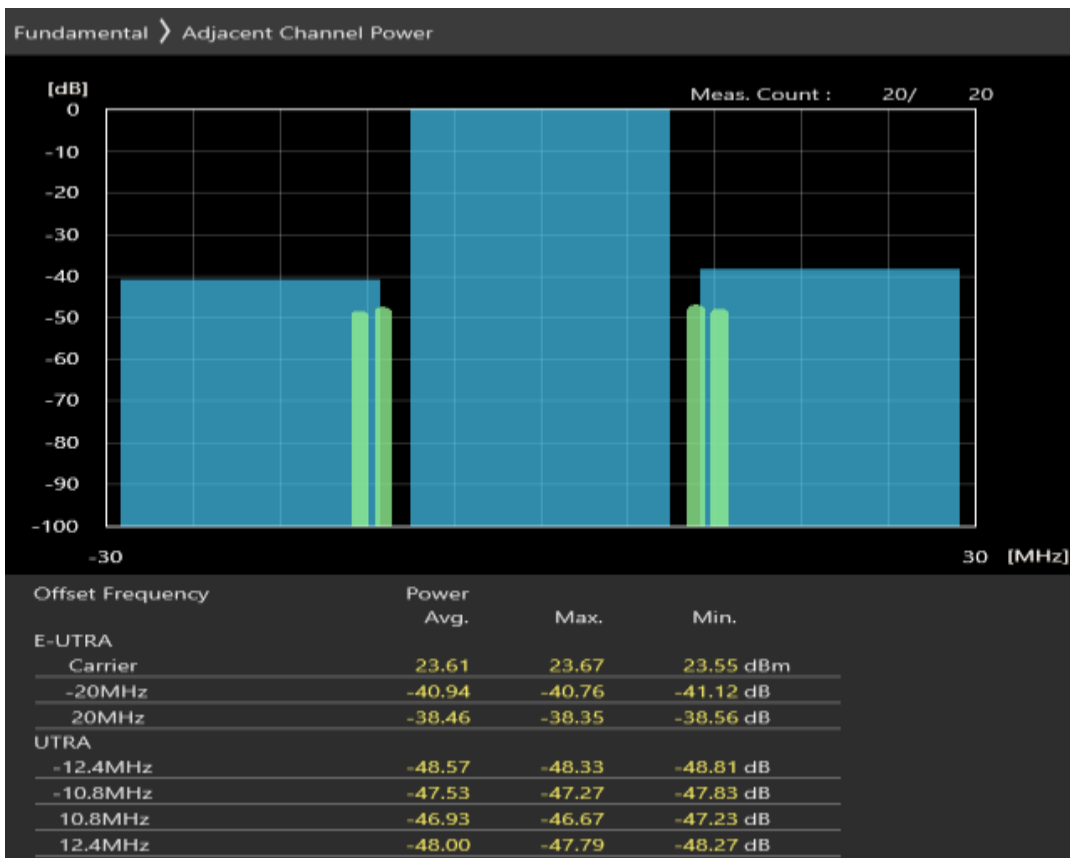 Fundamental 〉 Adjacent Channel Power
[dB]
Meas. Count : 20/ 20
0
-10
-20
-30
-40
-50
-60
-70
-80
-90
-100
-30 30 [MHz]
Offset Frequency Power
Avg. Max. Min.
E-UTRA
Carrier 23.61 23.67 23.55 dBm
-20MHz -40.94 -40.76 -41.12 dB
20MHz -38.46 -38.35 -38.56 dB
UTRA
-12.4MHz -48.57 -48.33 -48.81 dB
-10.8MHz -47.53 -47.27 -47.83 dB
10.8MHz -46.93 -46.67 -47.23 dB
12.4MHz -48.00 -47.79 -48.27 dB